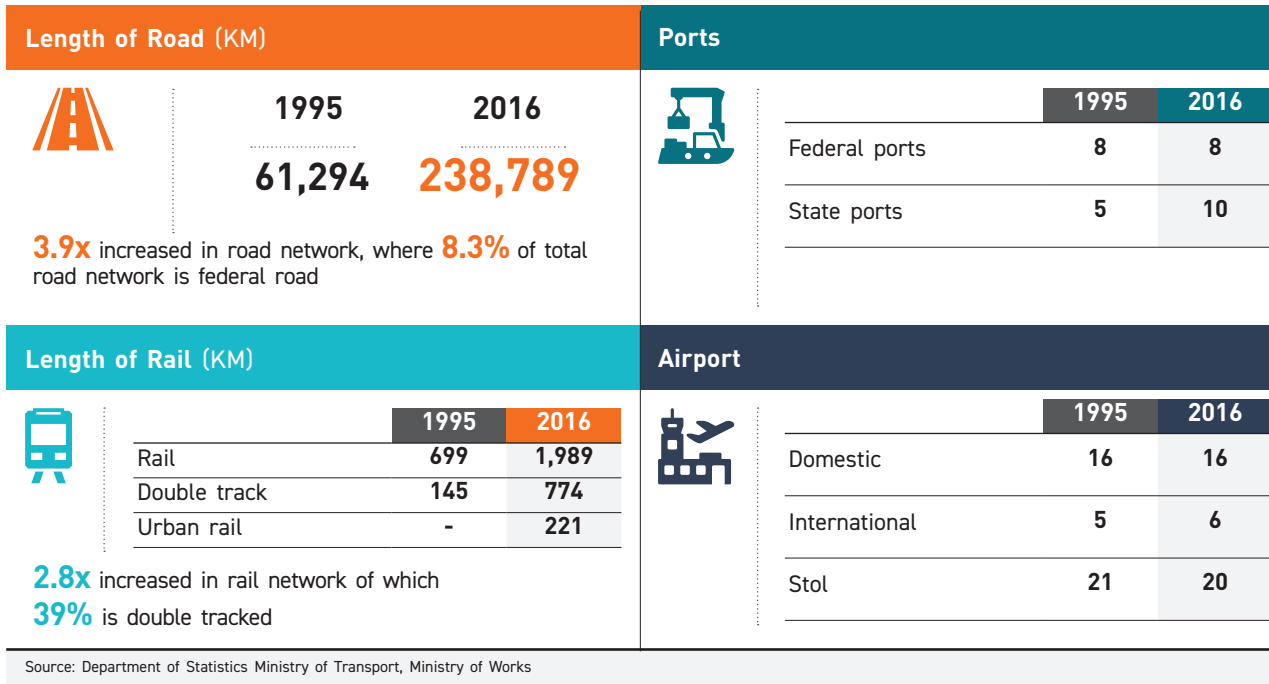 Length of Road (KM)
1995 2016
61,294 238,789
3.9x increased in road network, where 8.3% of total
road network is federal road
Ports
1995 2016
Federal ports 8 8
State ports 5 10
Length of Rail (KM)
1995 2016
Rail 699 1,989
Double track 145 774
Urban rail - 221
2.8x increased in rail network of which
39% is double tracked
Airport
1995 2016
Domestic 16 16
International 5 6
Stol 21 20
Source: Department of Statistics Ministry of Transport, Ministry of Works